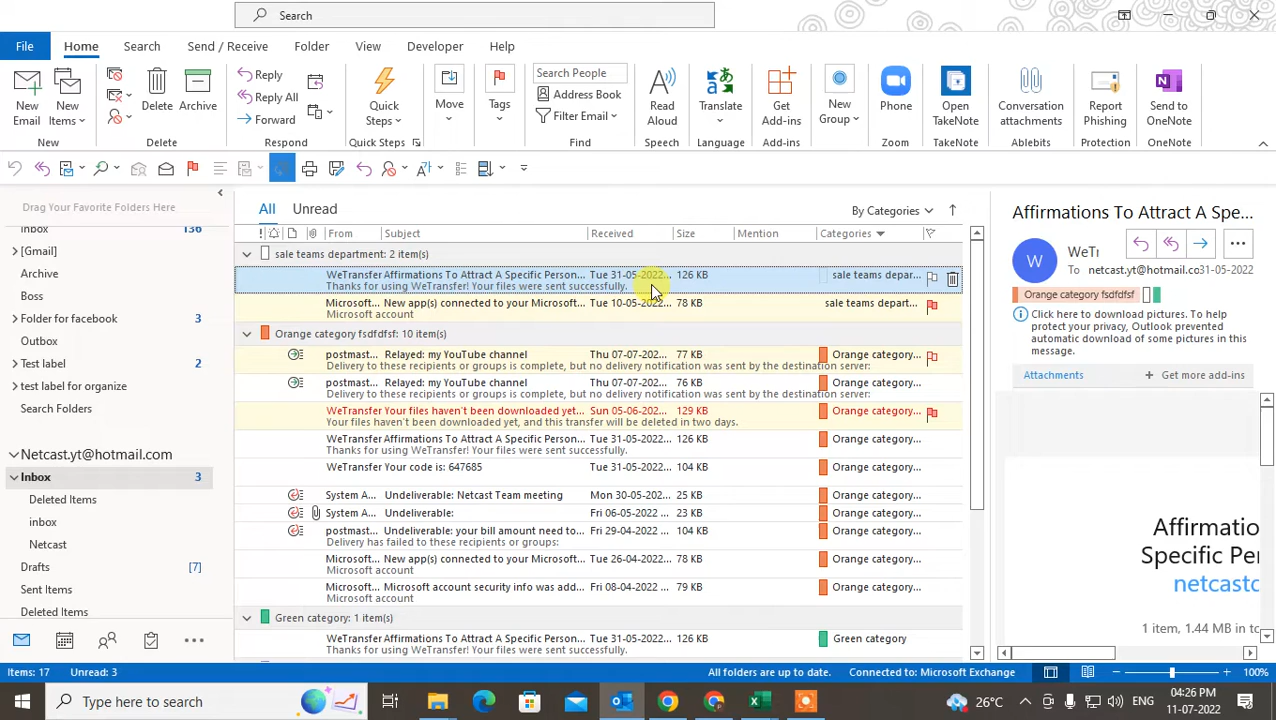 Search
File Home Search Send / Receive Folder View Developer Help
New Email New Items Delete Archive Reply Reply All Forward Quick Steps Move Tags Search People Address Book Filter Email Read Aloud Translate Get Add-ins New Group Phone Open TakeNote Conversation attachments Report Phishing Send to OneNote
New Delete Respond Quick Steps Find Speech Language Add-ins Zoom TakeNote Ablebits Protection OneNote
Drag Your Favorite Folders Here
Inbox 136
[Gmail]
Archive
Boss
Folder for facebook 3
Outbox
Test label 2
test label for organize
Search Folders
Netcast.yt@hotmail.com
Inbox 3
Deleted Items
inbox
Netcast
Drafts [7]
Sent Items
Deleted Items
All Unread By Categories
From Subject Received Size Mention Categories
sale teams department: 2 item(s)
WeTransfer Affirmations To Attract A Specific Person... Tue 31-05-2022... 126 KB sale teams depar...
Thanks for using WeTransfer! Your files were sent successfully.
Microsoft... New app(s) connected to your Microsoft... Tue 10-05-2022... 78 KB sale teams depart...
Microsoft account
Orange category fsdfdfsf: 10 item(s)
postmast... Relayed: my YouTube channel Thu 07-07-202... 77 KB Orange category...
Delivery to these recipients or groups is complete, but no delivery notification was sent by the destination server:
postmast... Relayed: my YouTube channel Thu 07-07-202... 76 KB Orange category...
Delivery to these recipients or groups is complete, but no delivery notification was sent by the destination server:
WeTransfer Your files haven't been downloaded yet... Sun 05-06-202... 129 KB Orange category...
Your files haven't been downloaded yet, and this transfer will be deleted in two days.
WeTransfer Affirmations To Attract A Specific Person... Tue 31-05-2022... 126 KB Orange category...
Thanks for using WeTransfer! Your files were sent successfully.
WeTransfer Your code is: 647685 Tue 31-05-2022... 104 KB Orange category...
System A... Undeliverable: Netcast Team meeting Mon 30-05-202... 25 KB Orange category...
System A... Undeliverable: Fri 06-05-2022 ... 23 KB Orange category...
postmast... Undeliverable: your bill amount need to... Fri 29-04-2022 ... 104 KB Orange category...
Delivery has failed to these recipients or groups:
Microsoft... New app(s) connected to your Microsoft... Tue 26-04-2022... 78 KB Orange category...
Microsoft account
Microsoft... Microsoft account security info was add... Fri 08-04-2022 ... 79 KB Orange category...
Microsoft account
Green category: 1 item(s)
WeTransfer Affirmations To Attract A Specific Person... Tue 31-05-2022... 126 KB Green category
Thanks for using WeTransfer! Your files were sent successfully.
Affirmations To Attract A Spe...
W WeTr
To netcast.yt@hotmail.co 31-05-2022
Orange category fsdfdfsf
Click here to download pictures. To help
protect your privacy, Outlook prevented
automatic download of some pictures in this
message.
Attachments + Get more add-ins
Affirmatio
Specific Per
netcastc
1 item, 1.44 MB in to
Items: 17 Unread: 3 All folders are up to date. Connected to: Microsoft Exchange 100%
Type here to search 26°C ENG 04:26 PM
11-07-2022